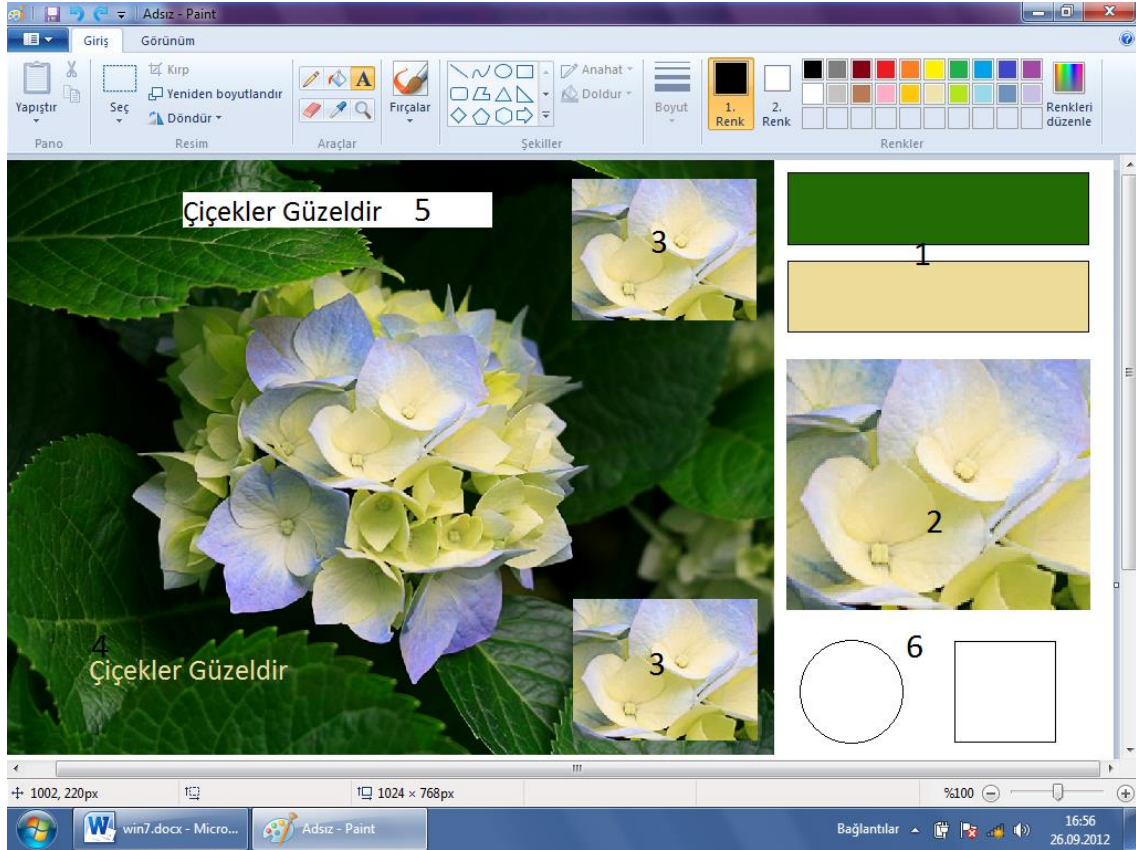 Adsız - Paint
Giriş Görünüm
Yapıştır
Seç
Kırp
Yeniden boyutlandır
Döndür
Fırçalar
Anahat
Doldur
Boyut
1. Renk
2. Renk
Renkleri düzenle
Pano Resim Araçlar Şekiller Renkler
Çiçekler Güzeldir 5
3
1
2
4
Çiçekler Güzeldir
3
6
1002, 220px
1024 × 768px
%100
win7.docx - Micro...
Adsız - Paint
Bağlantılar
16:56
26.09.2012